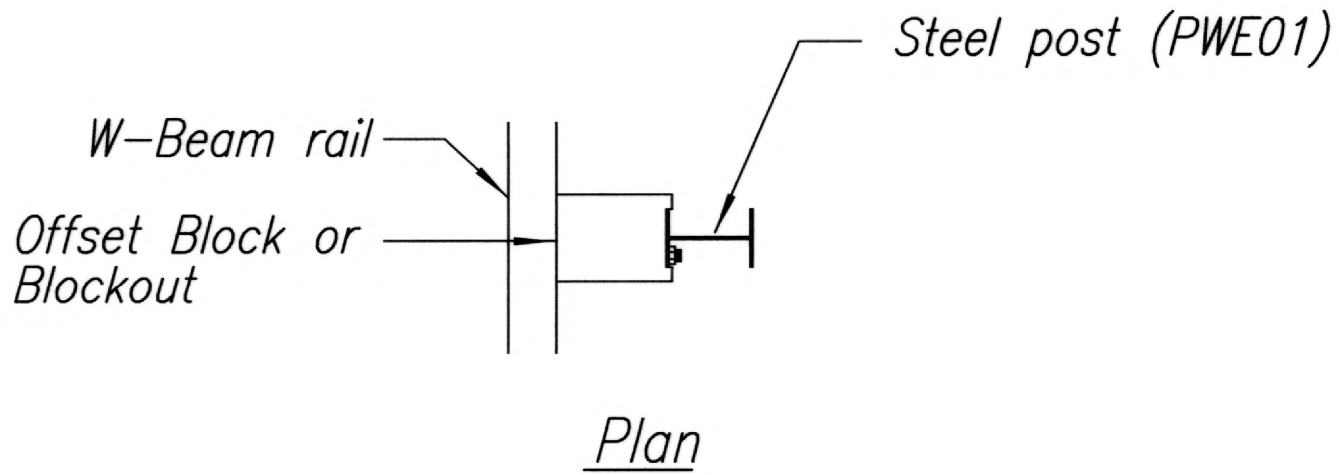 Steel post (PWE01)
W-Beam rail
Offset Block or
Blockout
Plan